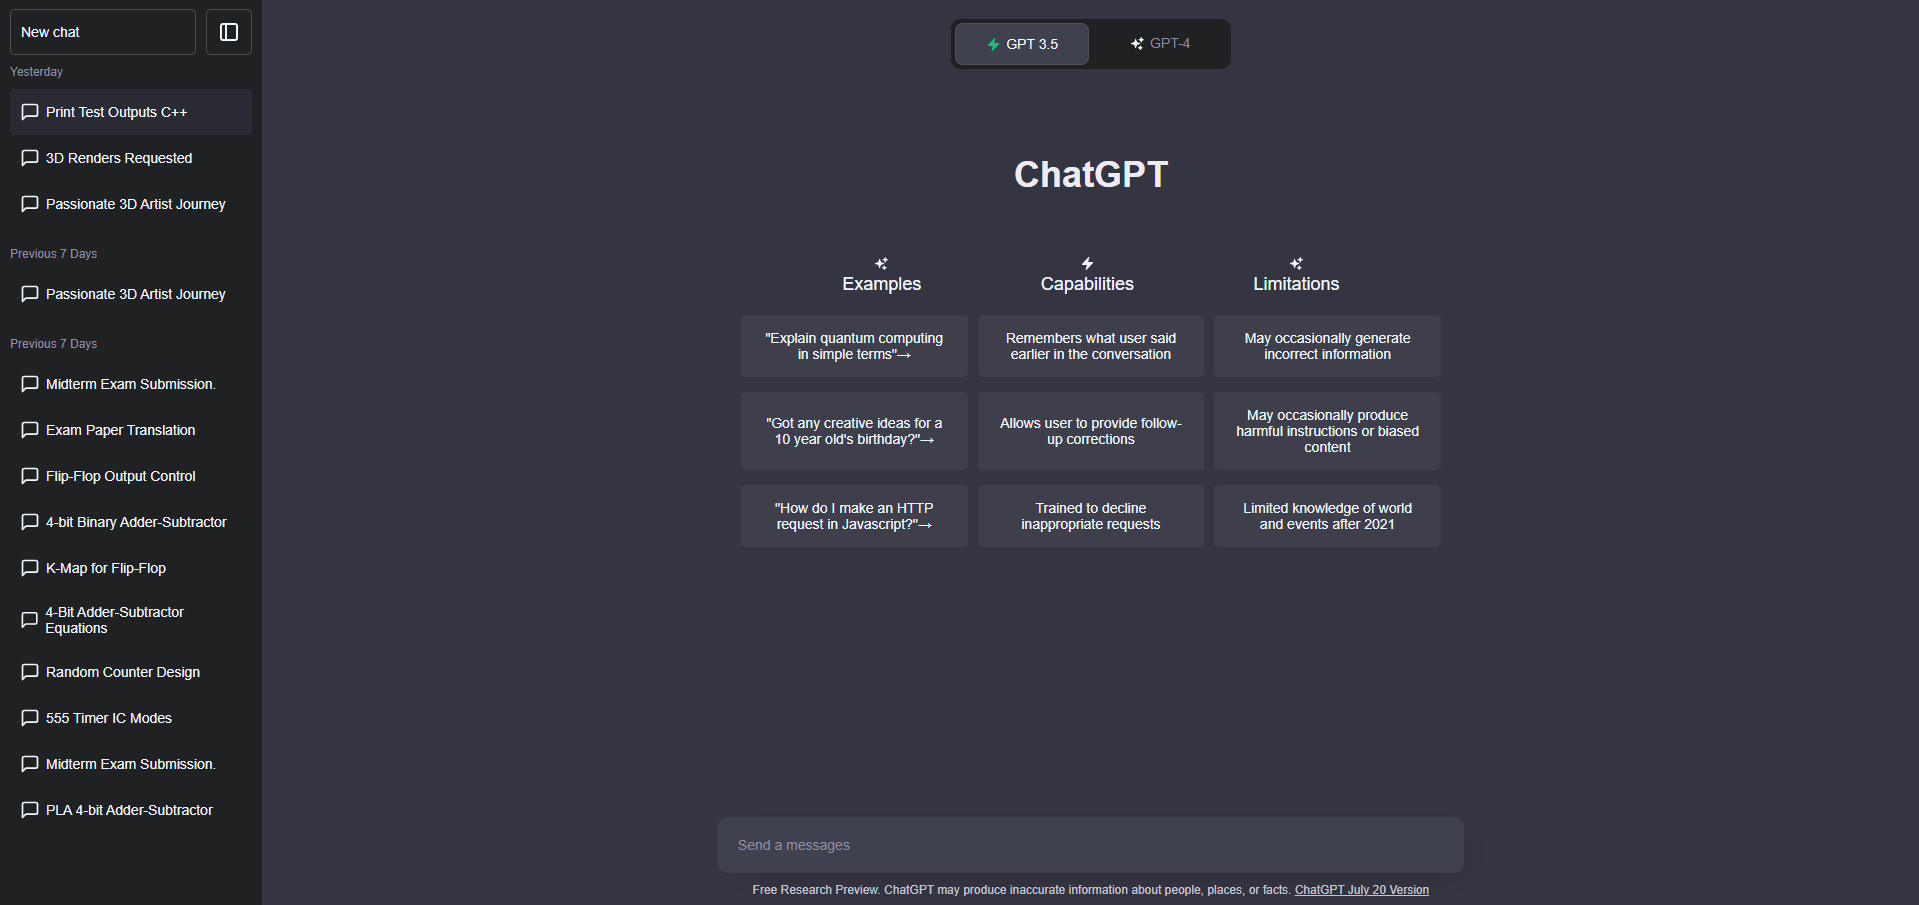 New chat
Yesterday
Print Test Outputs C++
3D Renders Requested
Passionate 3D Artist Journey
Previous 7 Days
Passionate 3D Artist Journey
Previous 7 Days
Midterm Exam Submission.
Exam Paper Translation
Flip-Flop Output Control
4-bit Binary Adder-Subtractor
K-Map for Flip-Flop
4-Bit Adder-Subtractor
Equations
Random Counter Design
555 Timer IC Modes
Midterm Exam Submission.
PLA 4-bit Adder-Subtractor
GPT 3.5
GPT-4
ChatGPT
Examples
"Explain quantum computing
in simple terms"→
"Got any creative ideas for a
10 year old's birthday?"→
"How do I make an HTTP
request in Javascript?"→
Capabilities
Remembers what user said
earlier in the conversation
Allows user to provide follow-
up corrections
Trained to decline
inappropriate requests
Limitations
May occasionally generate
incorrect information
May occasionally produce
harmful instructions or biased
content
Limited knowledge of world
and events after 2021
Send a messages
Free Research Preview. ChatGPT may produce inaccurate information about people, places, or facts. ChatGPT July 20 Version